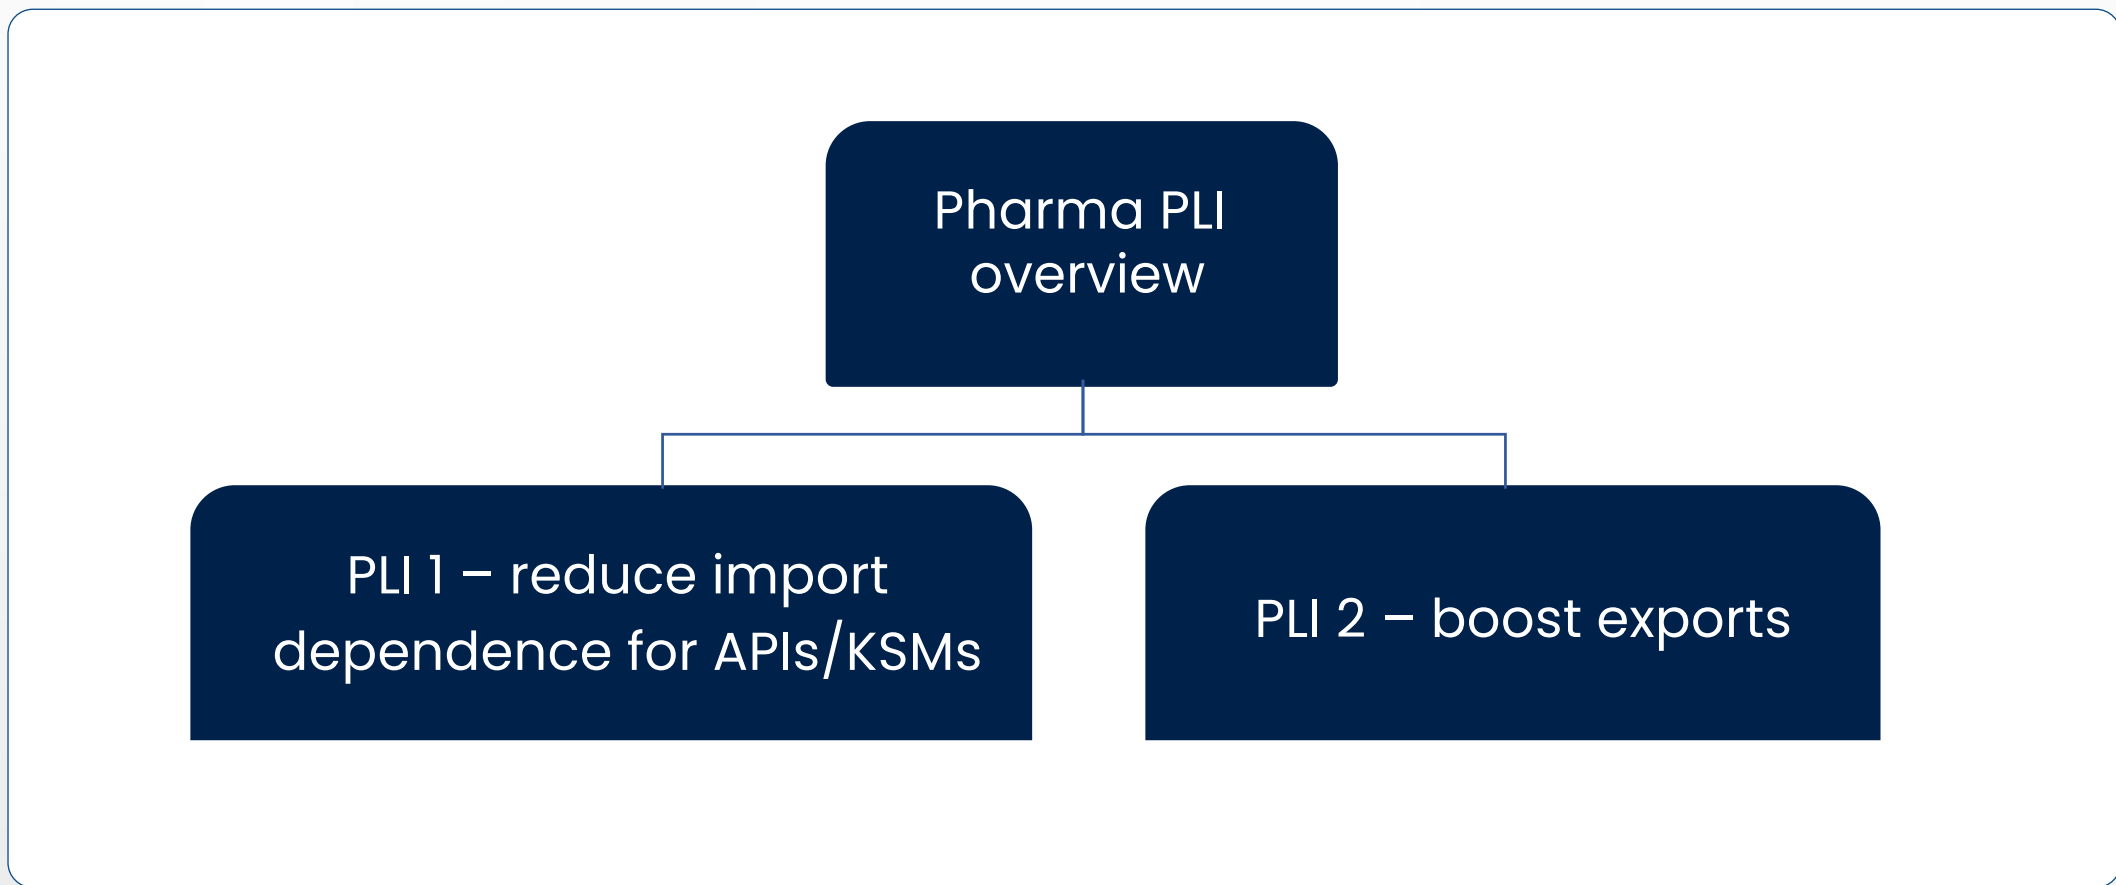 Pharma PLI
overview
PLI 1 – reduce import
dependence for APIs/KSMs
PLI 2 – boost exports